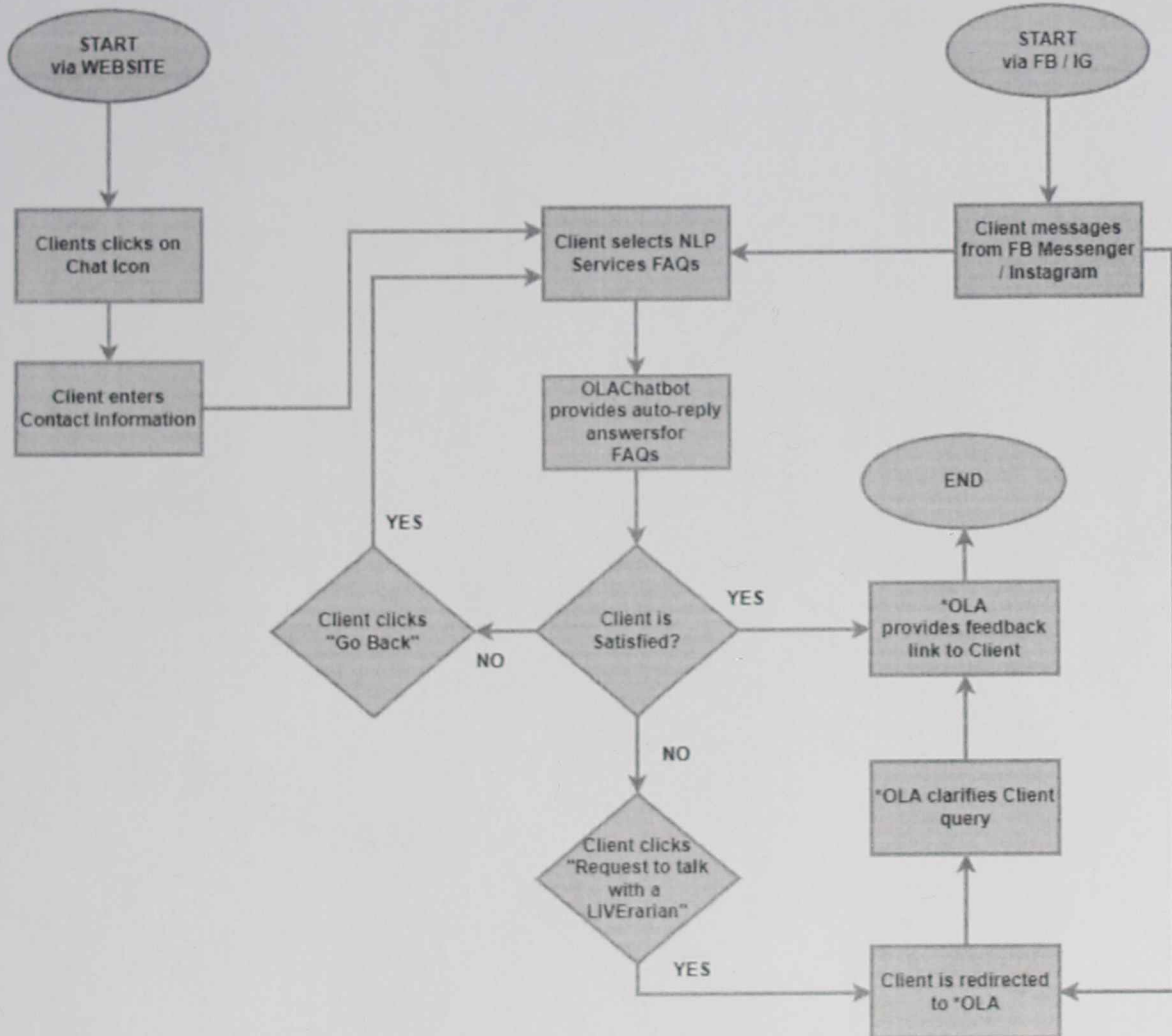 START
via WEBSITE
START
via FB / IG
Clients clicks on
Chat Icon
Client selects NLP
Services FAQs
Client messages
from FB Messenger
/ Instagram
Client enters
Contact Information
OLAChatbot
provides auto-reply
answersfor
FAQs
END
YES
Client clicks
"Go Back"
NO
Client is
Satisfied?
YES
*OLA
provides feedback
link to Client
NO
*OLA clarifies Client
query
Client clicks
"Request to talk
with a
LIVErarian"
YES
Client is redirected
to *OLA